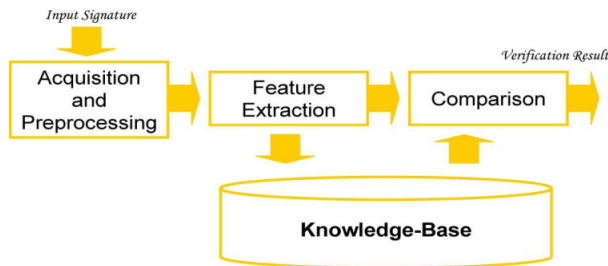 Input Signature
Verification Result
Acquisition
and
Preprocessing
Feature
Extraction
Comparison
Knowledge-Base